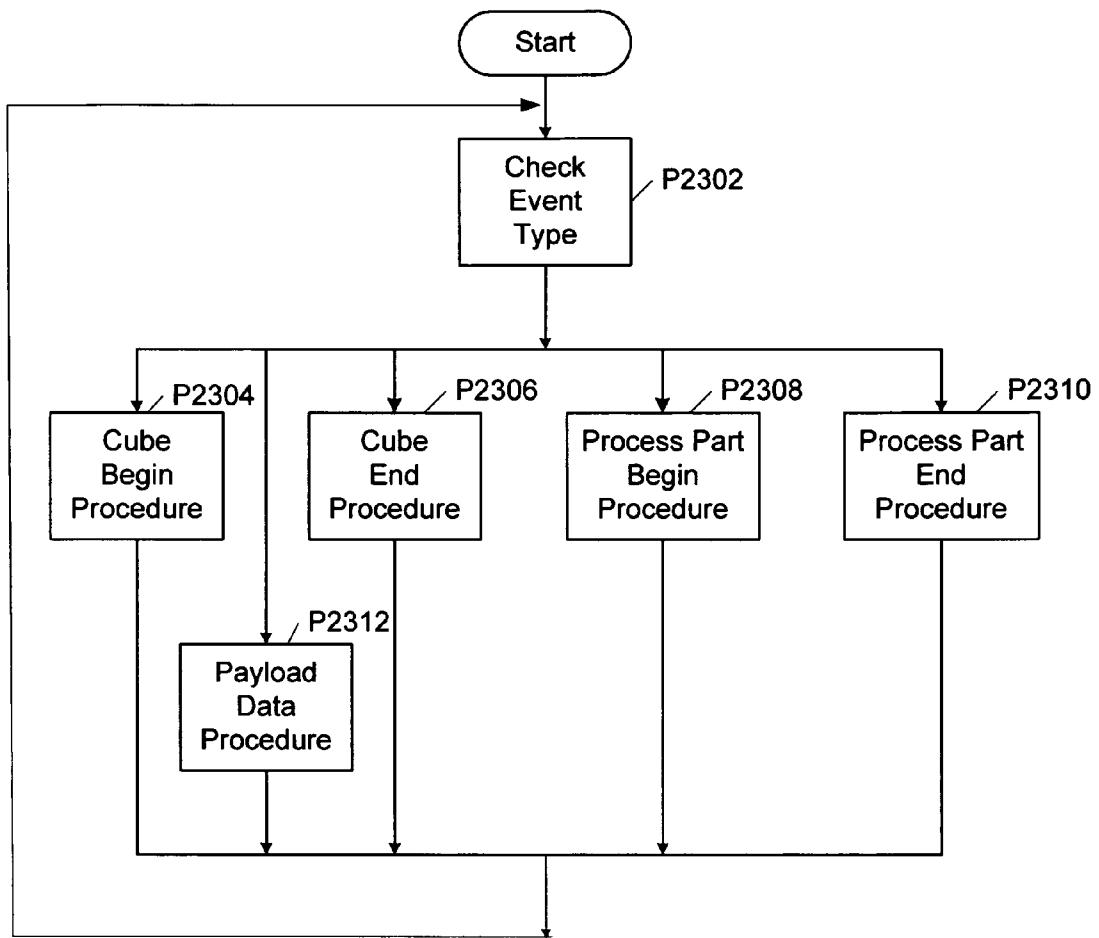 Start
Check
Event
Type
P2302
P2304
Cube
Begin
Procedure
P2306
Cube
End
Procedure
P2308
Process Part
Begin
Procedure
P2310
Process Part
End
Procedure
P2312
Payload
Data
Procedure